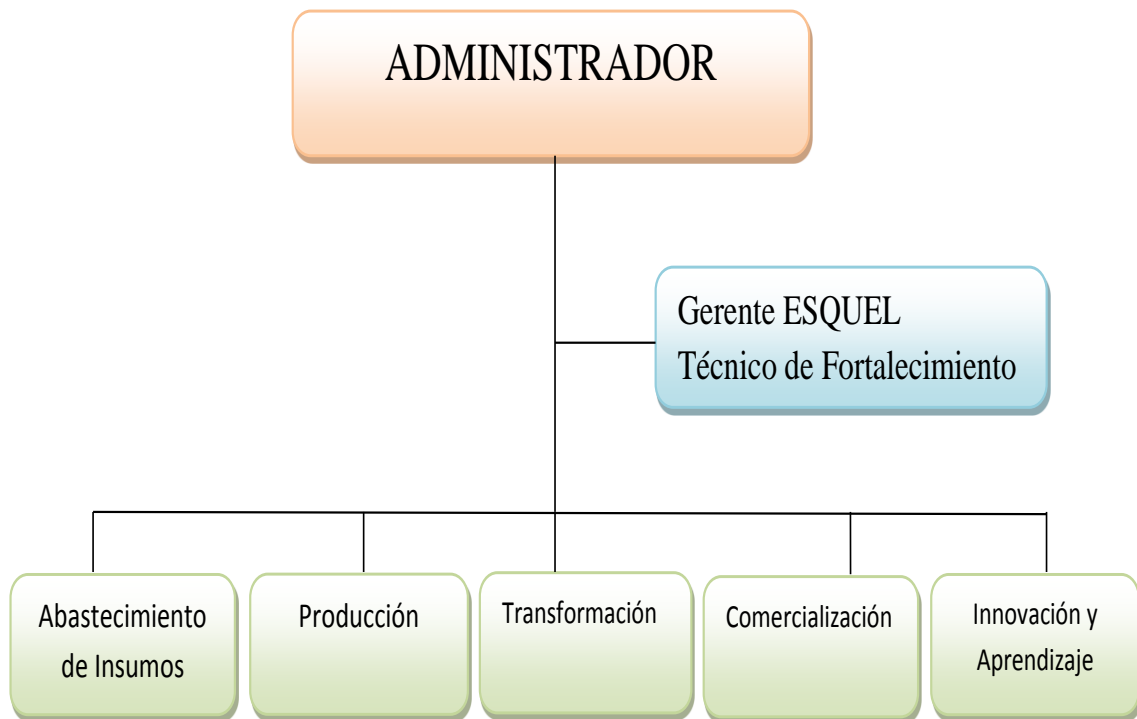 ADMINISTRADOR
Gerente ESQUEL
Técnico de Fortalecimiento
Abastecimiento
de Insumos
Producción
Transformación
Comercialización
Innovación y
Aprendizaje